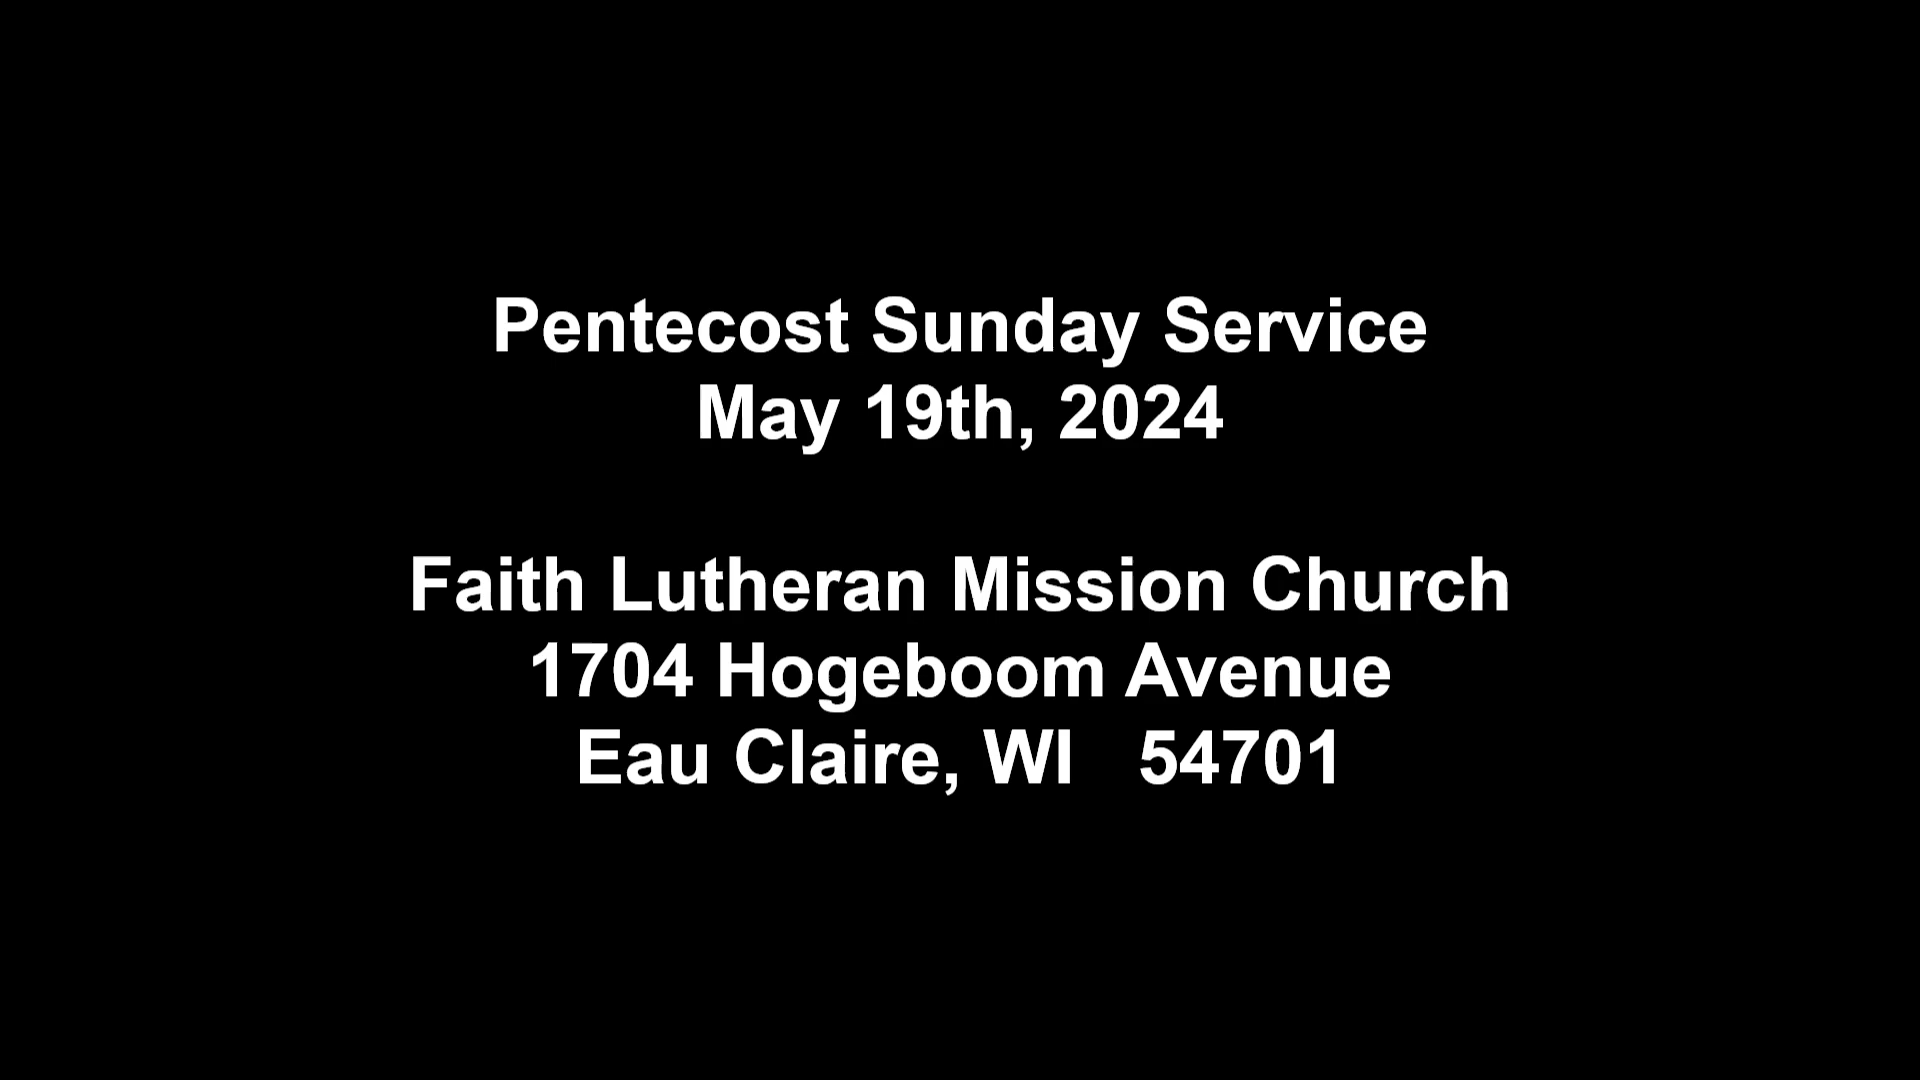 Pentecost Sunday Service
May 19th, 2024
Faith Lutheran Mission Church
1704 Hogeboom Avenue
Eau Claire, WI   54701